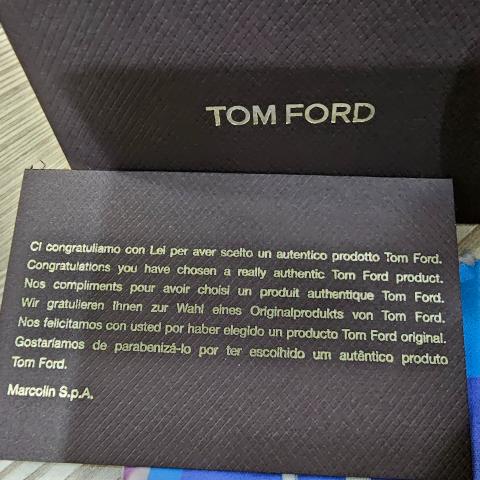 TOM FORD
Ci congratuliamo con Lei per aver scelto un autentico prodotto Tom Ford.
Congratulations you have chosen a really authentic Tom Ford product.
Nos compliments pour avoir choisi un produit authentique Tom Ford.
Wir gratulieren Ihnen zur Wahl eines Originalprodukts von Tom Ford.
Nos felicitamos con usted por haber elegido un producto Tom Ford original.
Gostaríamos de parabenizá-lo por ter escolhido um autêntico produto
Tom Ford.
Marcolin S.p.A.